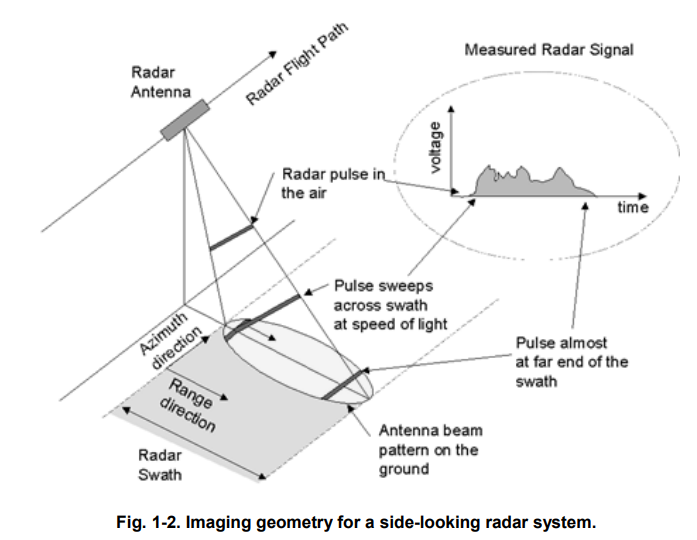 Radar
Antenna
Radar Flight Path
Measured Radar Signal
voltage
time
Radar pulse in
the air
Pulse sweeps
across swath
at speed of light
Pulse almost
at far end of the
swath
Azimuth
direction
Range
direction
Radar
Swath
Antenna beam
pattern on the
ground
Fig. 1-2. Imaging geometry for a side-looking radar system.